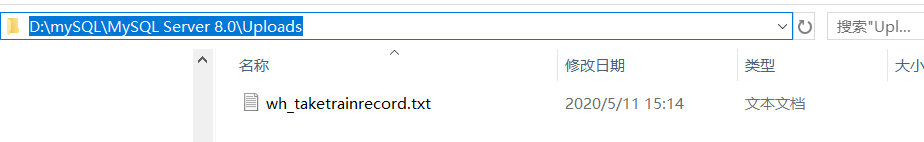 D:\mySQL\MySQL Server 8.0\Uploads
搜索"Upl...
名称 修改日期 类型 大小
wh_taketrainrecord.txt 2020/5/11 15:14 文本文档